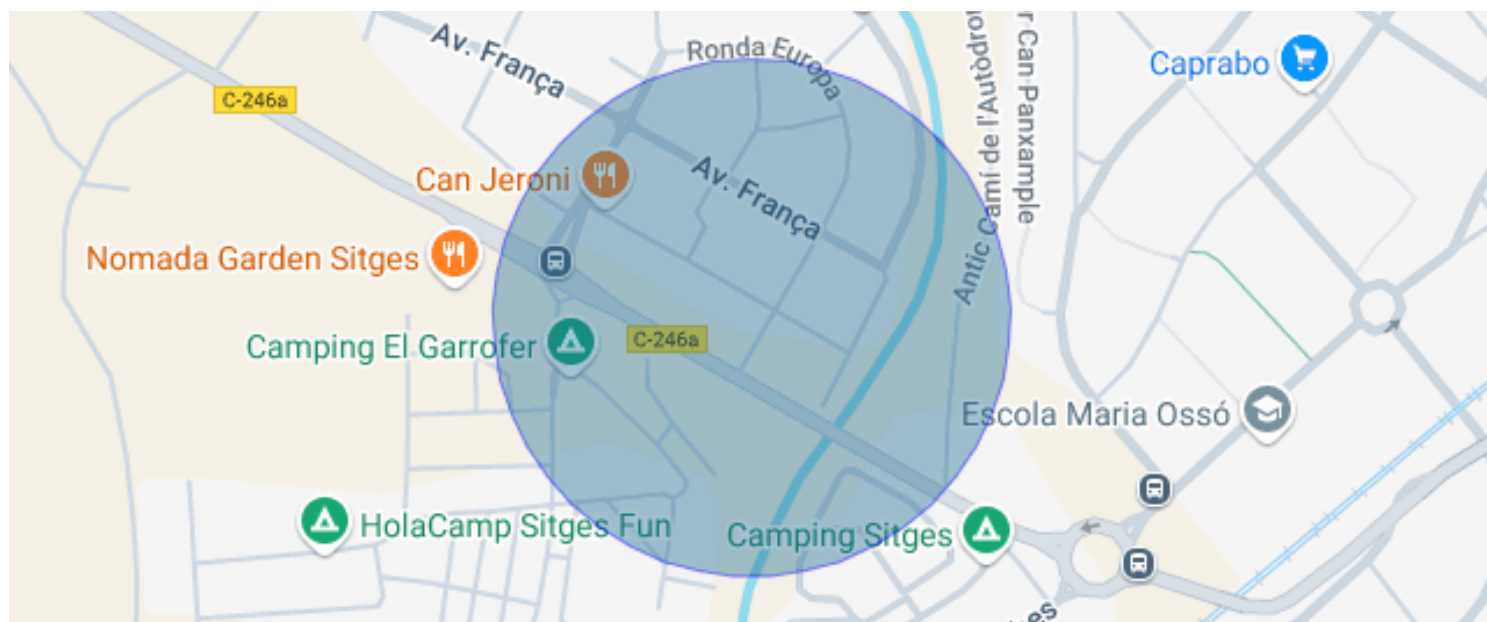 Av. França
Ronda Europa
C-246a
Caprabo
Can Jeroni
Av. França
Antic Camí de l'Autòdrom
r Can Panxample
Nomada Garden Sitges
Camping El Garrofer
C-246a
Escola Maria Ossó
HolaCamp Sitges Fun
Camping Sitges